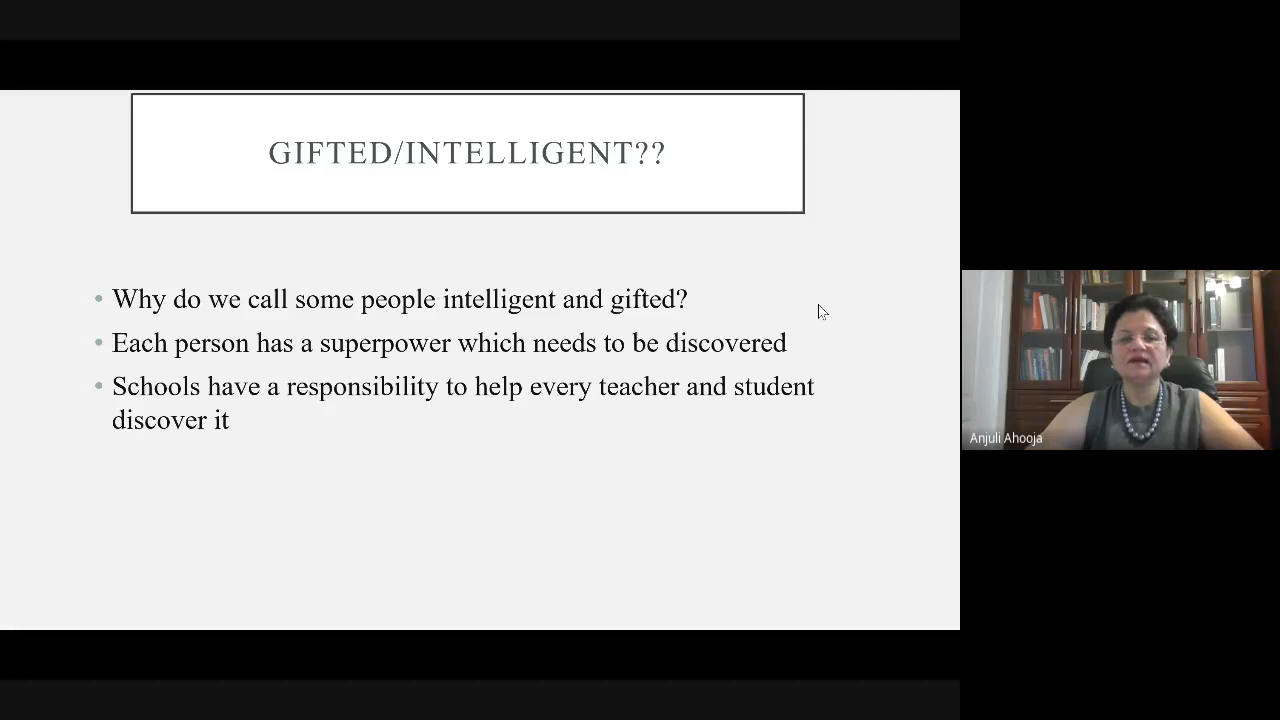 GIFTED/INTELLIGENT??
• Why do we call some people intelligent and gifted?
• Each person has a superpower which needs to be discovered
• Schools have a responsibility to help every teacher and student
discover it
Anjuli Ahooja